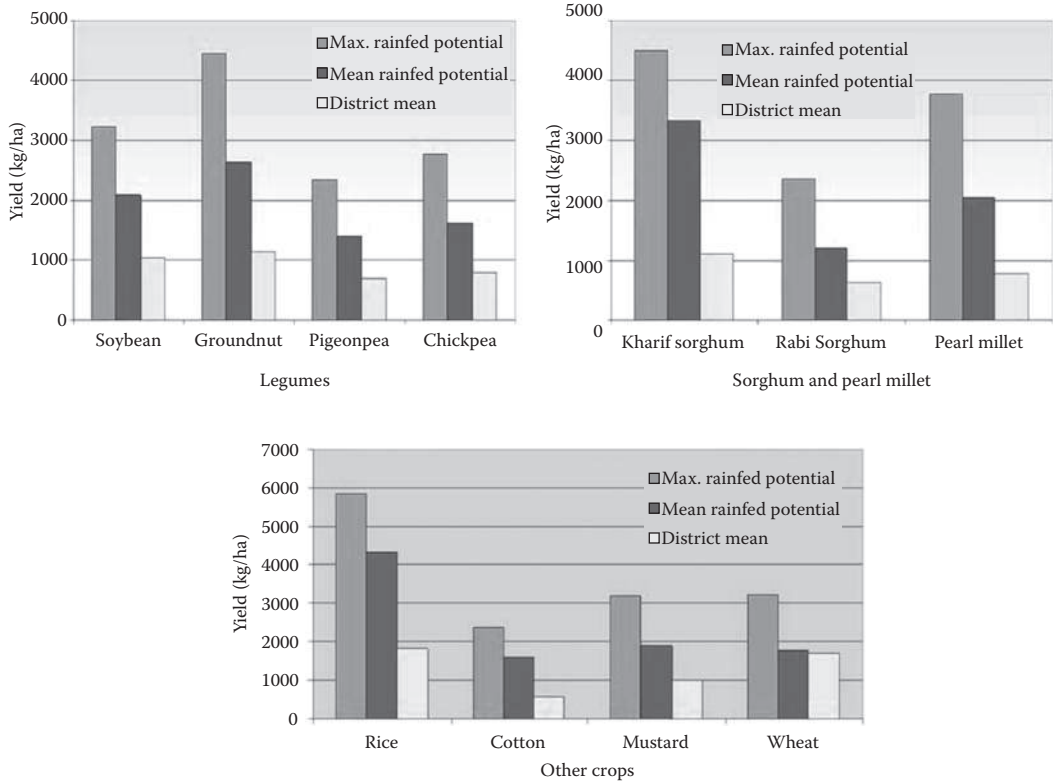 5000
4000
3000
2000
1000
0
Yield (kg/ha)
Max. rainfed potential
Mean rainfed potential
District mean
Soybean Groundnut Pigeonpea Chickpea
Legumes
5000
4000
3000
2000
1000
0
Yield (kg/ha)
Max. rainfed potential
Mean rainfed potential
District mean
Kharif sorghum Rabi Sorghum Pearl millet
Sorghum and pearl millet
7000
6000
5000
4000
3000
2000
1000
0
Yield (kg/ha)
Max. rainfed potential
Mean rainfed potential
District mean
Rice Cotton Mustard Wheat
Other crops